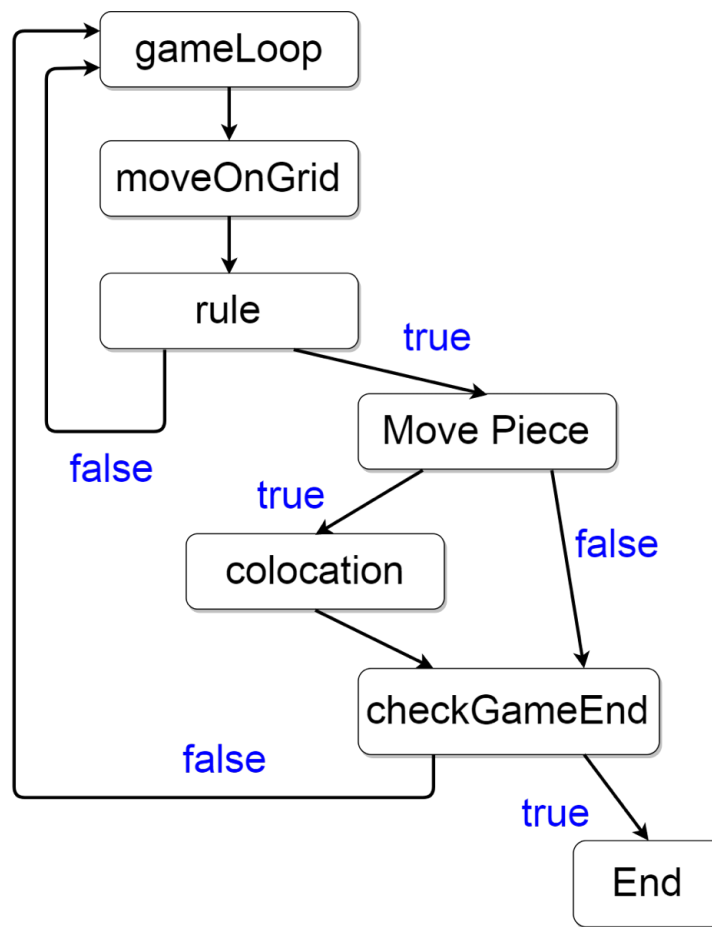 gameLoop
moveOnGrid
rule
true
Move Piece
false
true
false
colocation
checkGameEnd
false
true
End